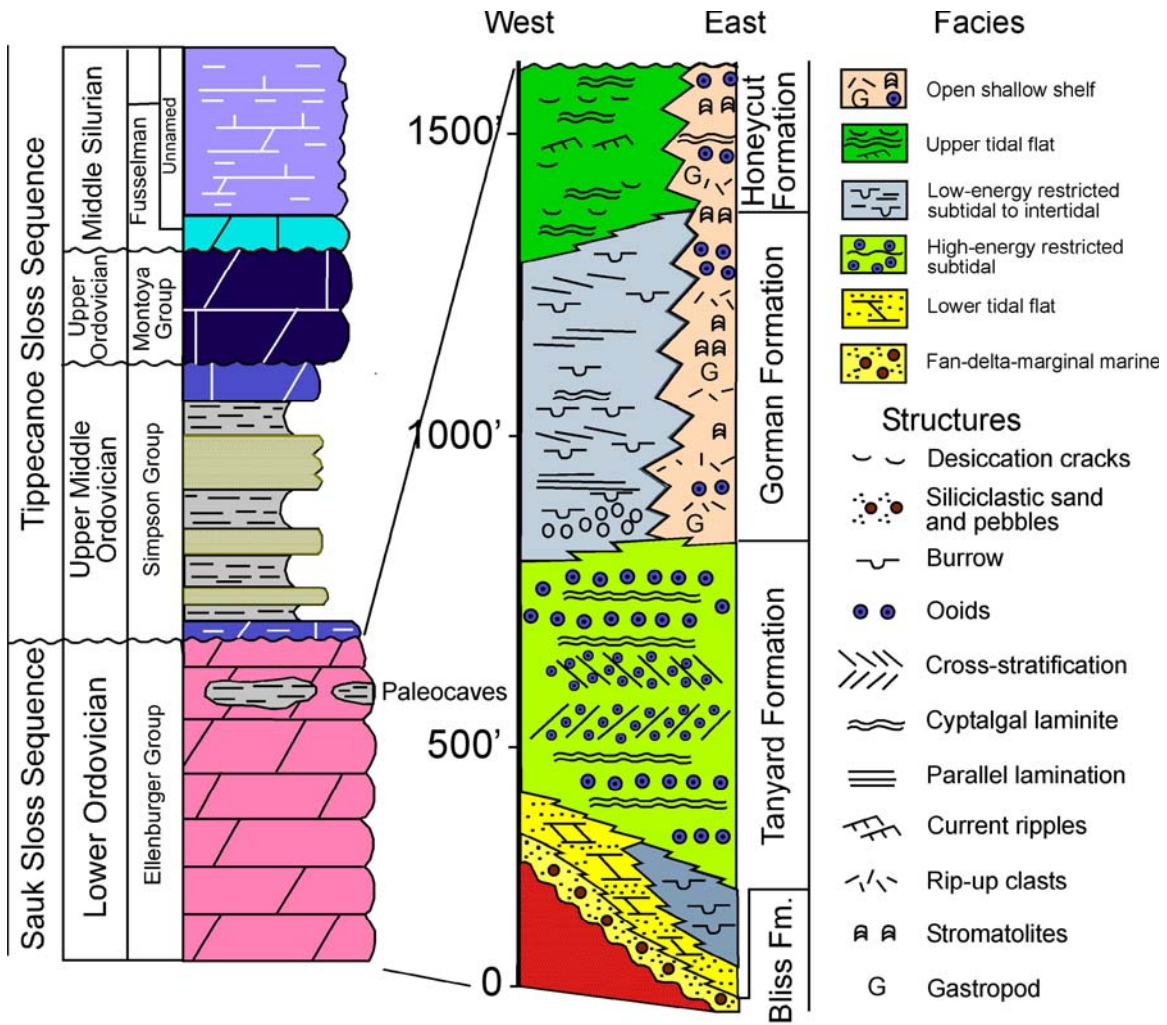 West
East
Facies
Tippecanoe Sloss Sequence
Sauk Sloss Sequence
Middle Silurian
Fusselman
Unnamed
Upper
Ordovician
Montoya
Group
Upper Middle
Ordovician
Simpson Group
Lower Ordovician
Ellenburger Group
Paleocaves
1500'
1000'
500'
0
G
G
G
Honeycut
Formation
Gorman Formation
Tanyard Formation
Bliss Fm.
G
Open shallow shelf
Upper tidal flat
Low-energy restricted
subtidal to intertidal
High-energy restricted
subtidal
Lower tidal flat
Fan-delta-marginal marine
Structures
Desiccation cracks
Siliciclastic sand
and pebbles
Burrow
Ooids
Cross-stratification
Cyptalgal laminite
Parallel lamination
Current ripples
Rip-up clasts
Stromatolites
G Gastropod